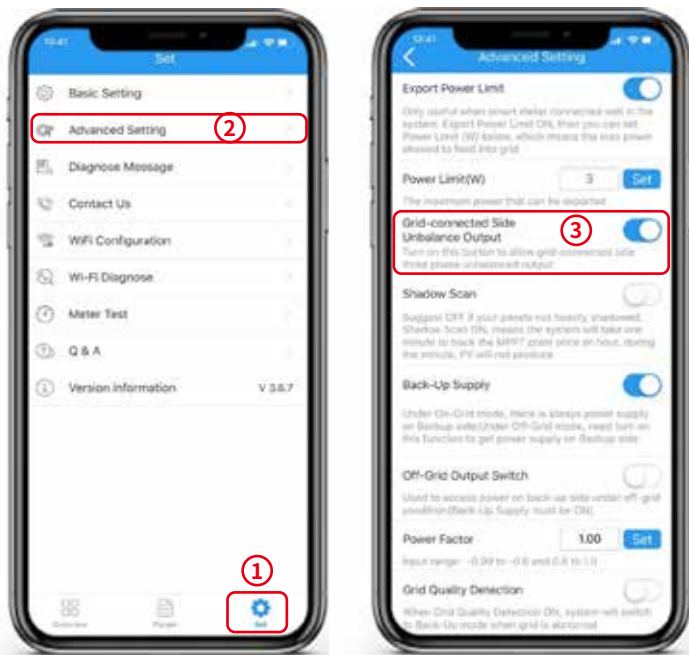 12:41
Set
Basic Setting
Advanced Setting
②
Diagnose Message
Contact Us
WiFi Configuration
Wi-Fi Diagnose
Meter Test
Q & A
Version information V 3.6.7
①
Set
Advanced Setting
Export Power Limit
Only useful when smart meter connected well in the
system. Export Power Limit ON, then you can set
Power Limit (W) below, which means the max power
allowed to feed into grid
Power Limit(W) 3 Set
The maximum power that can be exported
Grid-connected Side
Unbalance Output
③
Turn on this button to allow grid-connected side
three phase unbalanced output
Shadow Scan
Suggest OFF if your panels not heavily shadowed.
Shadow Scan ON, means the system will take one
minute to track the MPPT point once an hour, during
the minute, PV will not produce
Back-Up Supply
Under On-Grid mode, there is always power supply
on Backup side;Under Off-Grid mode, need turn on
this function to get power supply on Backup side
Off-Grid Output Switch
Used to access power on back-up side under off-grid
condition(Back-Up Supply must be ON)
Power Factor 1.00 Set
Input range: -0.99 to -0.8 and 0.8 to 1.0
Grid Quality Detection
When Grid Quality Detection ON, system will switch
to Back-Up mode when grid is abnormal